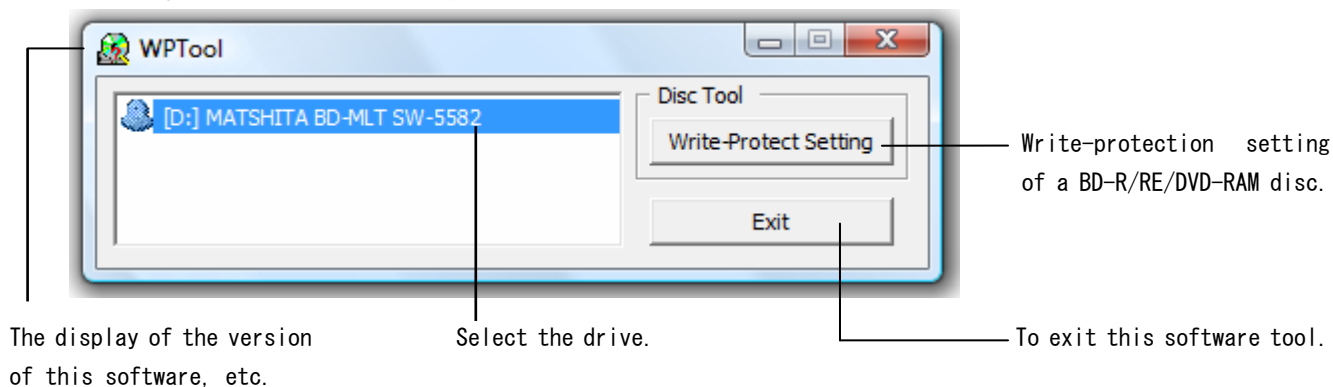 WPTool
[D:] MATSHITA BD-MLT SW-5582
Disc Tool
Write-Protect Setting
Exit
Write-protection setting
of a BD-R/RE/DVD-RAM disc.
The display of the version
of this software, etc.
Select the drive.
To exit this software tool.